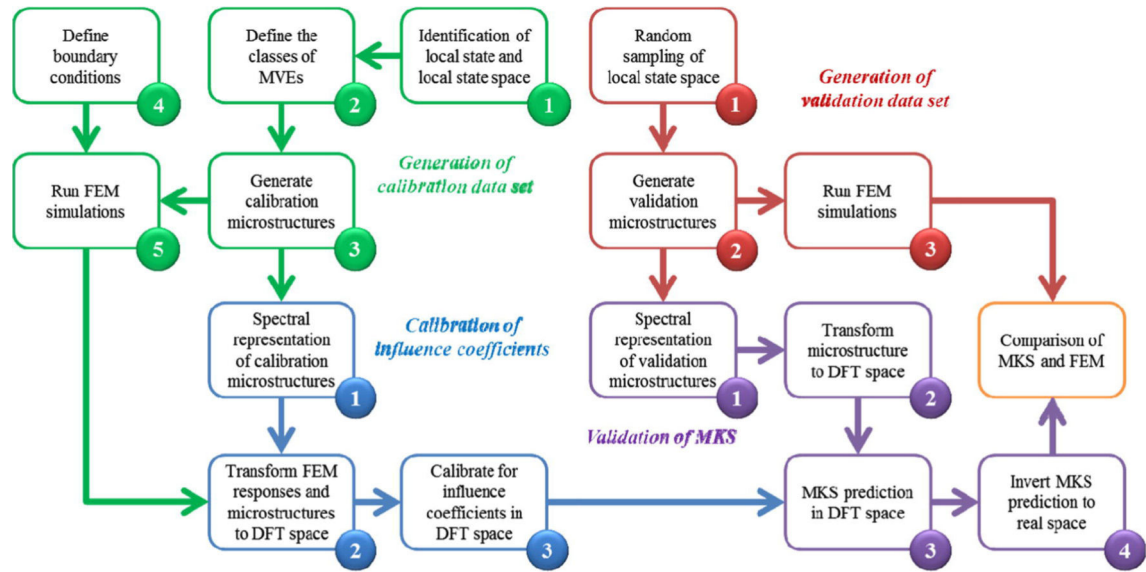 Define
boundary
conditions
4
Define the
classes of
MVEs
2
Identification of
local state and
local state space
1
Random
sampling of
local state space
1
Generation of
validation data set
Run FEM
simulations
5
Generate
calibration
microstructures
3
Generation of
calibration data set
Generate
validation
microstructures
2
Run FEM
simulations
3
Spectral
representation
of calibration
microstructures
1
Calibration of
influence coefficients
Spectral
representation
of validation
microstructures
1
Transform
microstructure
to DFT space
2
Comparison of
MKS and FEM
Validation of MKS
Transform FEM
responses and
microstructures
to DFT space
2
Calibrate for
influence
coefficients in
DFT space
3
MKS prediction
in DFT space
3
Invert MKS
prediction to
real space
4